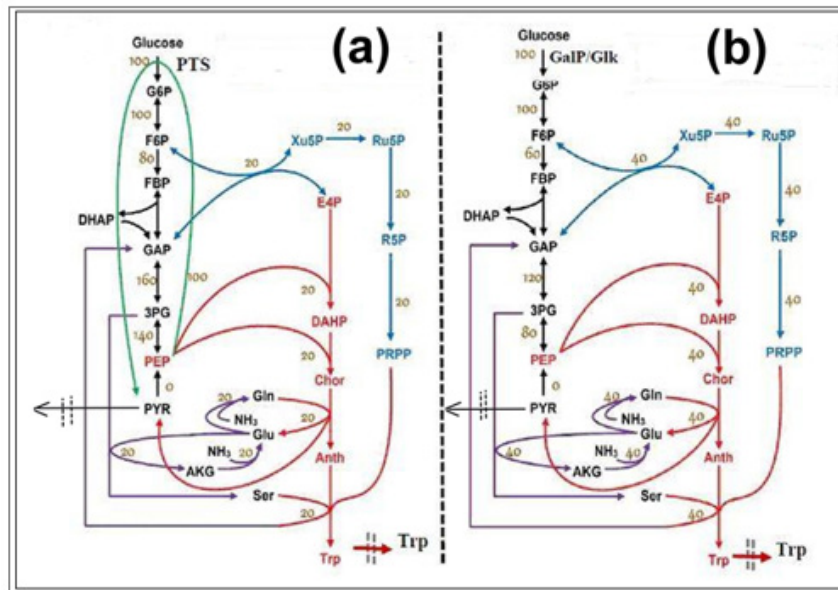 (a)
Glucose
100
PTS
G6P
100
F6P
80
FBP
DHAP
GAP
160
100
3PG
140
PEP
0
PYR
20
Xu5P
20
Ru5P
20
E4P
R5P
20
20
DAHP
20
PRPP
Chor
20
Gln
20
NH₃
Glu
20
NH₃
20
AKG
Anth
Ser
20
Trp
Trp
(b)
Glucose
100
GalP/Glk
G6P
100
F6P
60
FBP
DHAP
GAP
120
3PG
80
PEP
0
PYR
40
Xu5P
40
Ru5P
40
E4P
R5P
40
40
DAHP
40
PRPP
Chor
40
Gln
40
NH₃
Glu
40
NH₃
40
AKG
Anth
Ser
40
Trp
Trp